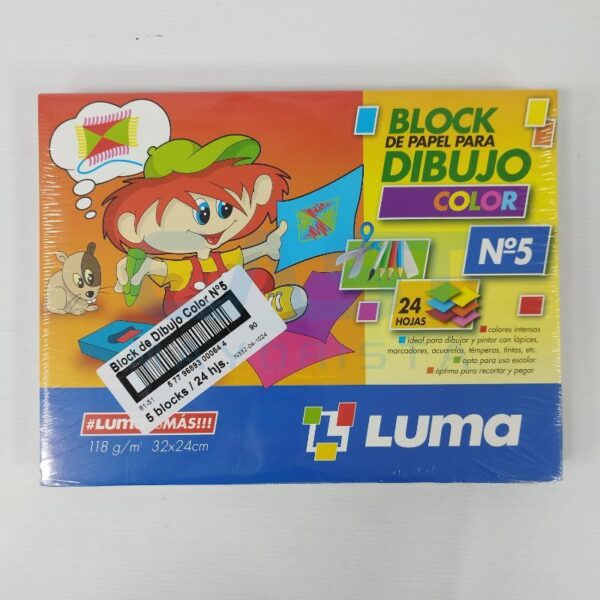 BLOCK
DE PAPEL PARA
DIBUJO
COLOR
Nº5
24
HOJAS
colores intensos
ideal para dibujar y pintar con lápices,
marcadores, acuarelas, témperas, tintas, etc.
apto para uso escolar
óptimo para recortar y pegar
Block de Dibujo Color Nº5
90
5 blocks / 24 hjs.
MÁS!!!
118 g/m² 32x24cm
Luma